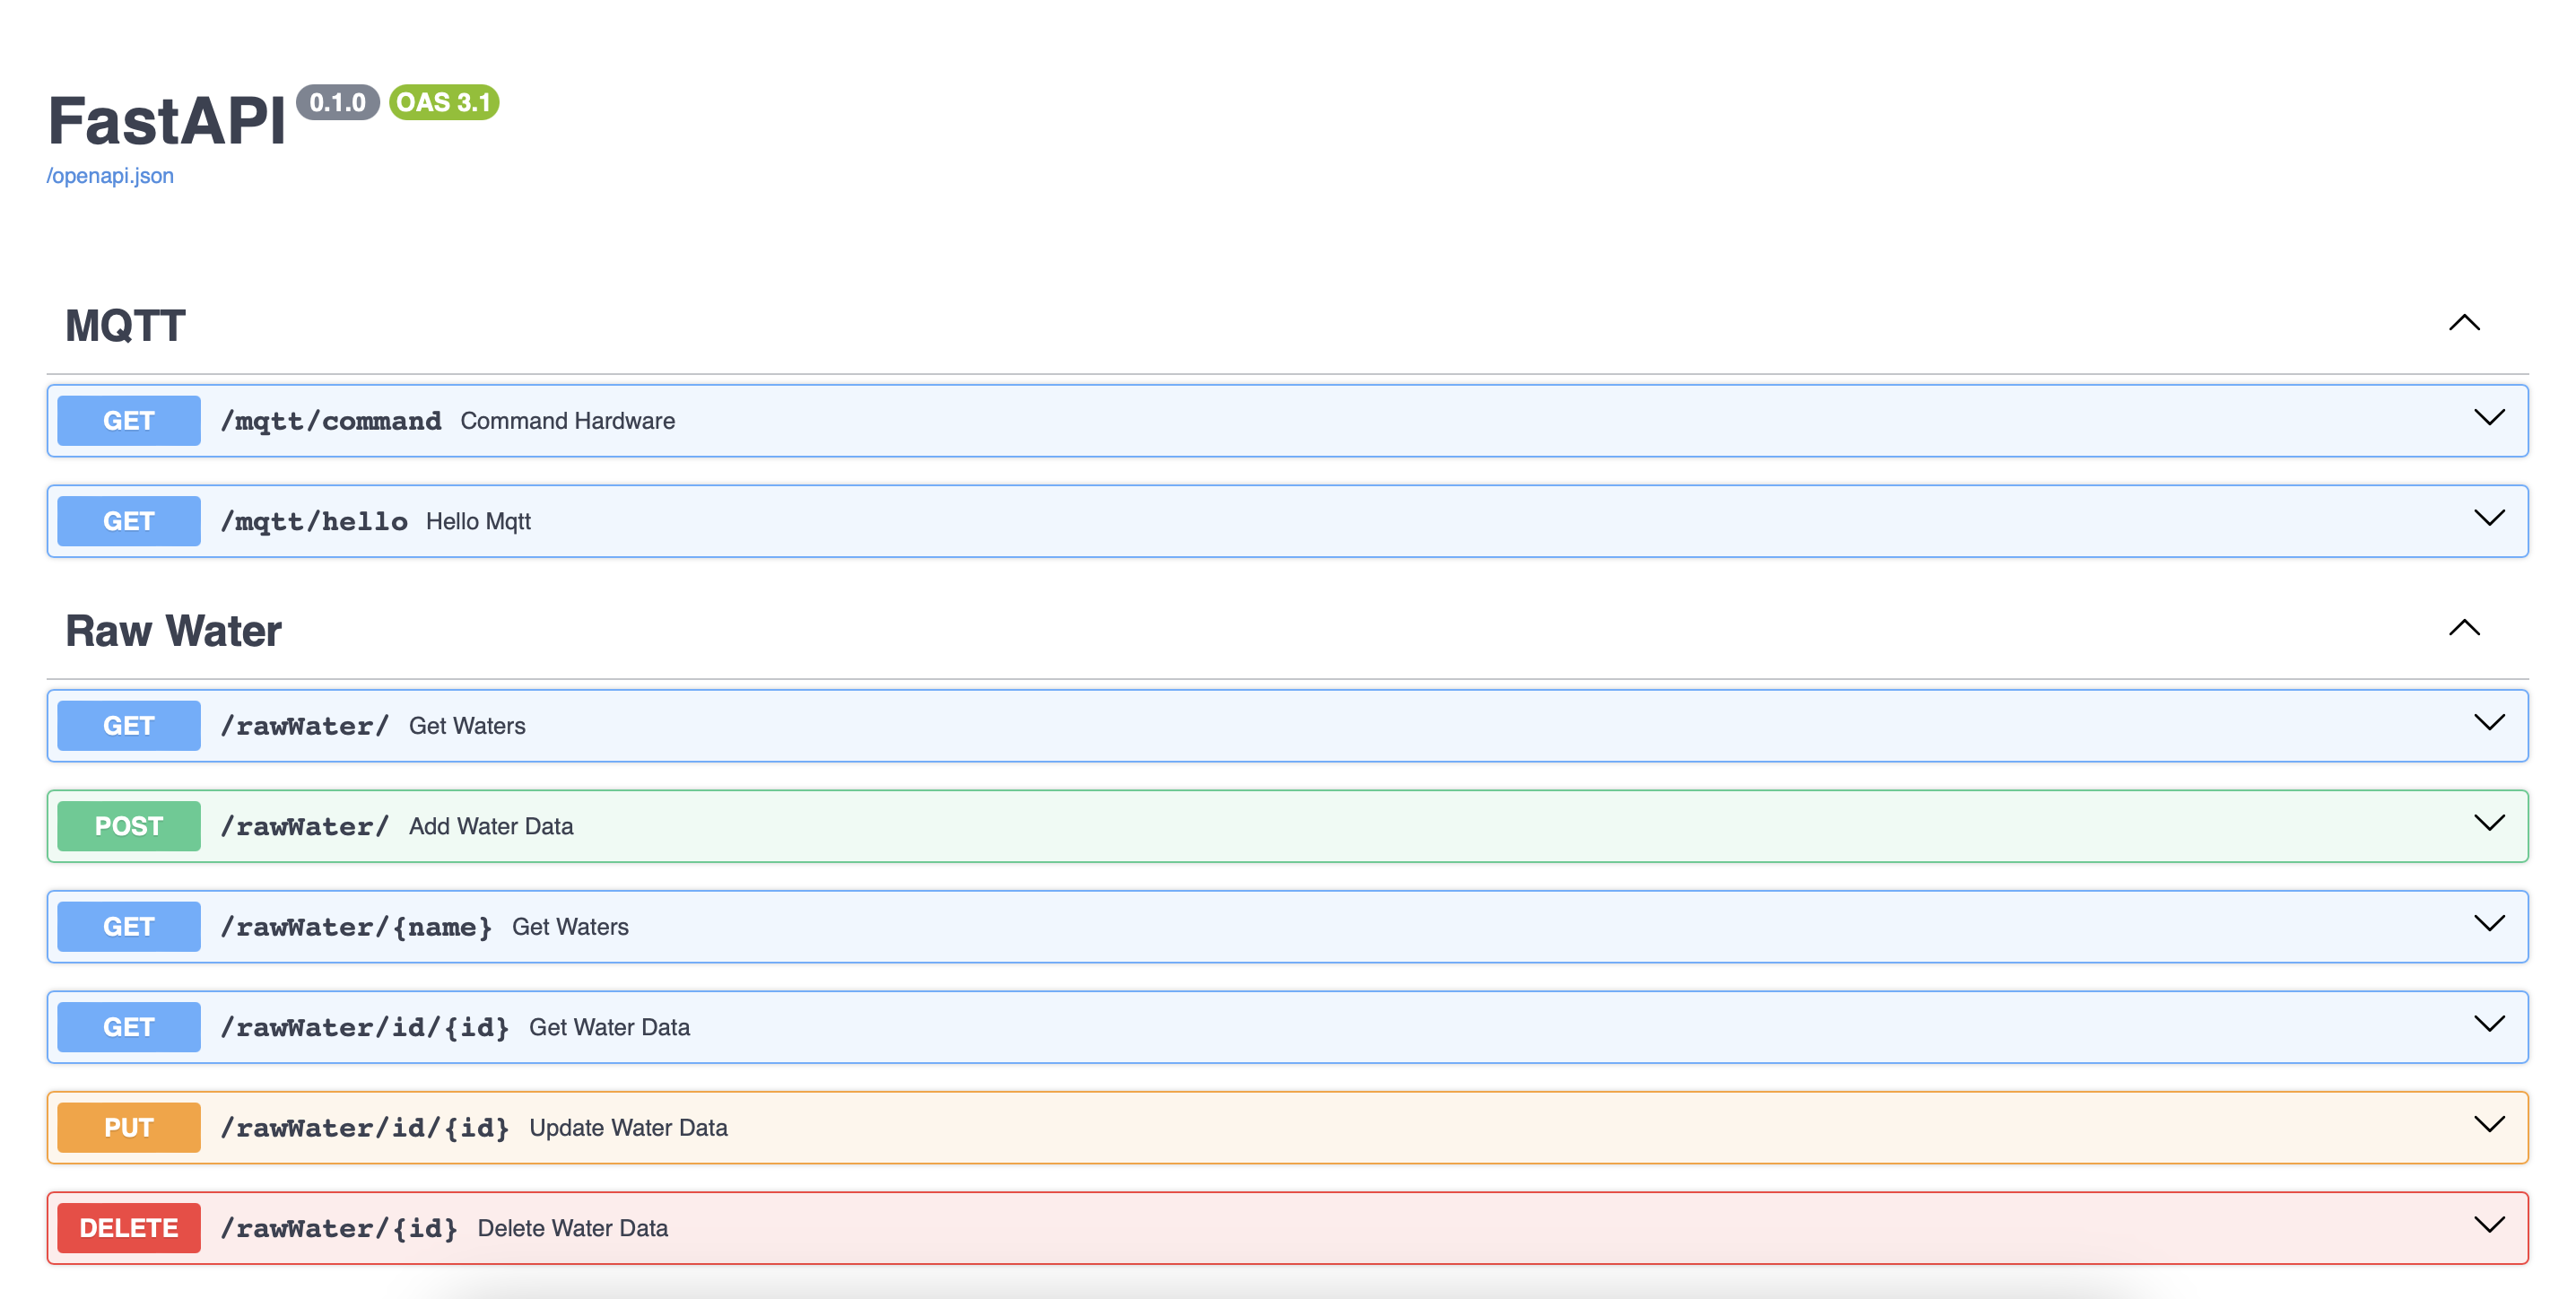 FastAPI 0.1.0 OAS 3.1
/openapi.json
MQTT
GET /mqtt/command Command Hardware
GET /mqtt/hello Hello Mqtt
Raw Water
GET /rawWater/ Get Waters
POST /rawWater/ Add Water Data
GET /rawWater/{name} Get Waters
GET /rawWater/id/{id} Get Water Data
PUT /rawWater/id/{id} Update Water Data
DELETE /rawWater/{id} Delete Water Data